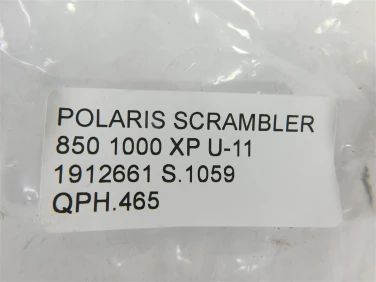 POLARIS SCRAMBLER
850 1000 XP U-11
1912661 S.1059
QPH.465